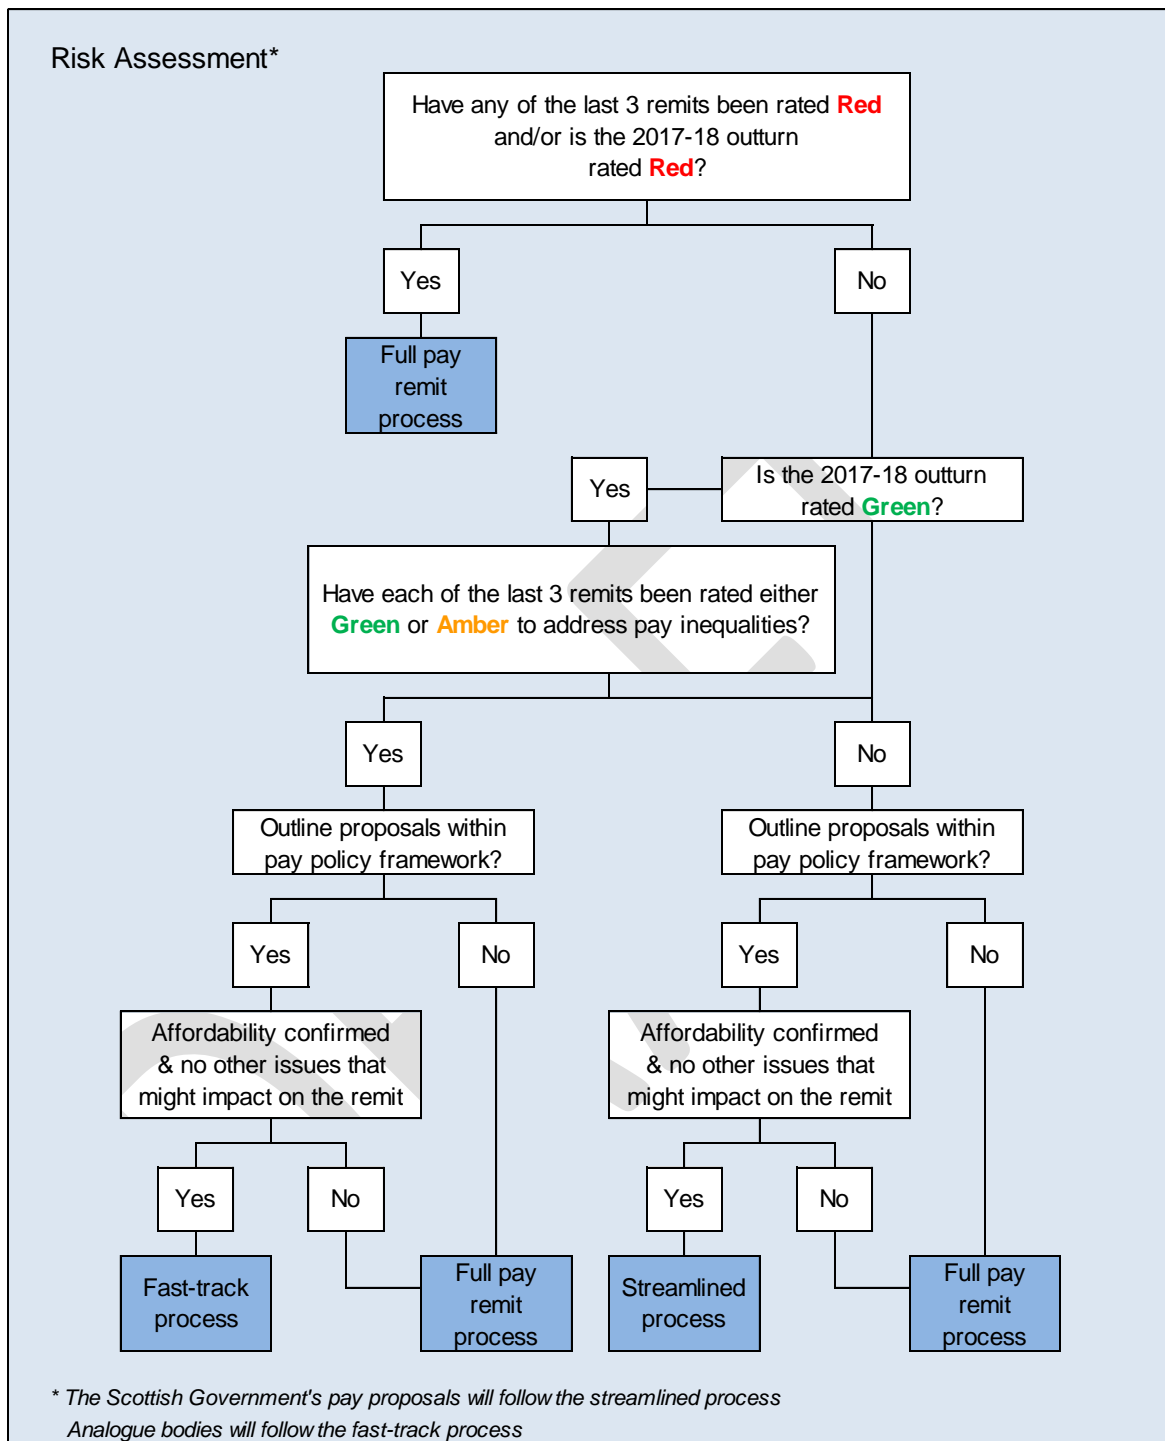 Risk Assessment*
Have any of the last 3 remits been rated Red
and/or is the 2017-18 outturn
rated Red?
Yes
No
Full pay
remit
process
Yes
Is the 2017-18 outturn
rated Green?
Have each of the last 3 remits been rated either
Green or Amber to address pay inequalities?
Yes
No
Outline proposals within
pay policy framework?
Outline proposals within
pay policy framework?
Yes
No
Yes
No
Affordability confirmed
& no other issues that
might impact on the remit
Affordability confirmed
& no other issues that
might impact on the remit
Yes
No
Yes
No
Fast-track
process
Full pay
remit
process
Streamlined
process
Full pay
remit
process
* The Scottish Government's pay proposals will follow the streamlined process
Analogue bodies will follow the fast-track process